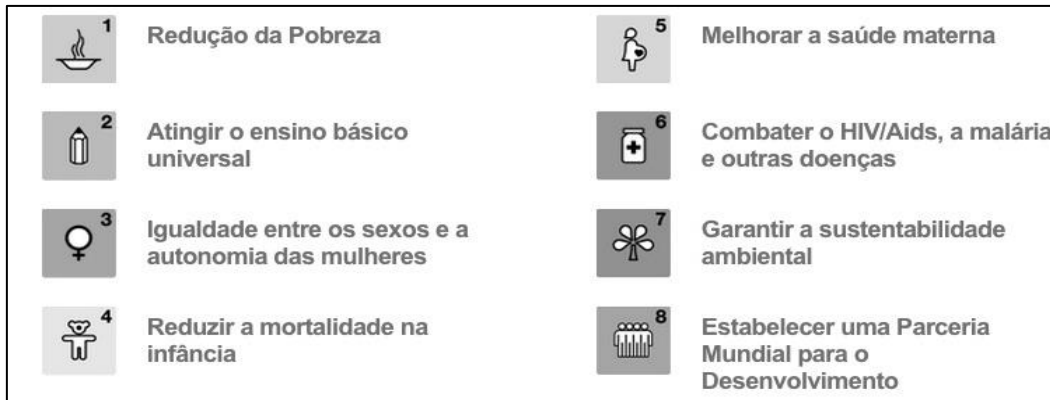 1
Redução da Pobreza
2
Atingir o ensino básico
universal
3
Igualdade entre os sexos e a
autonomia das mulheres
4
Reduzir a mortalidade na
infância
5
Melhorar a saúde materna
6
Combater o HIV/Aids, a malária
e outras doenças
7
Garantir a sustentabilidade
ambiental
8
Estabelecer uma Parceria
Mundial para o
Desenvolvimento